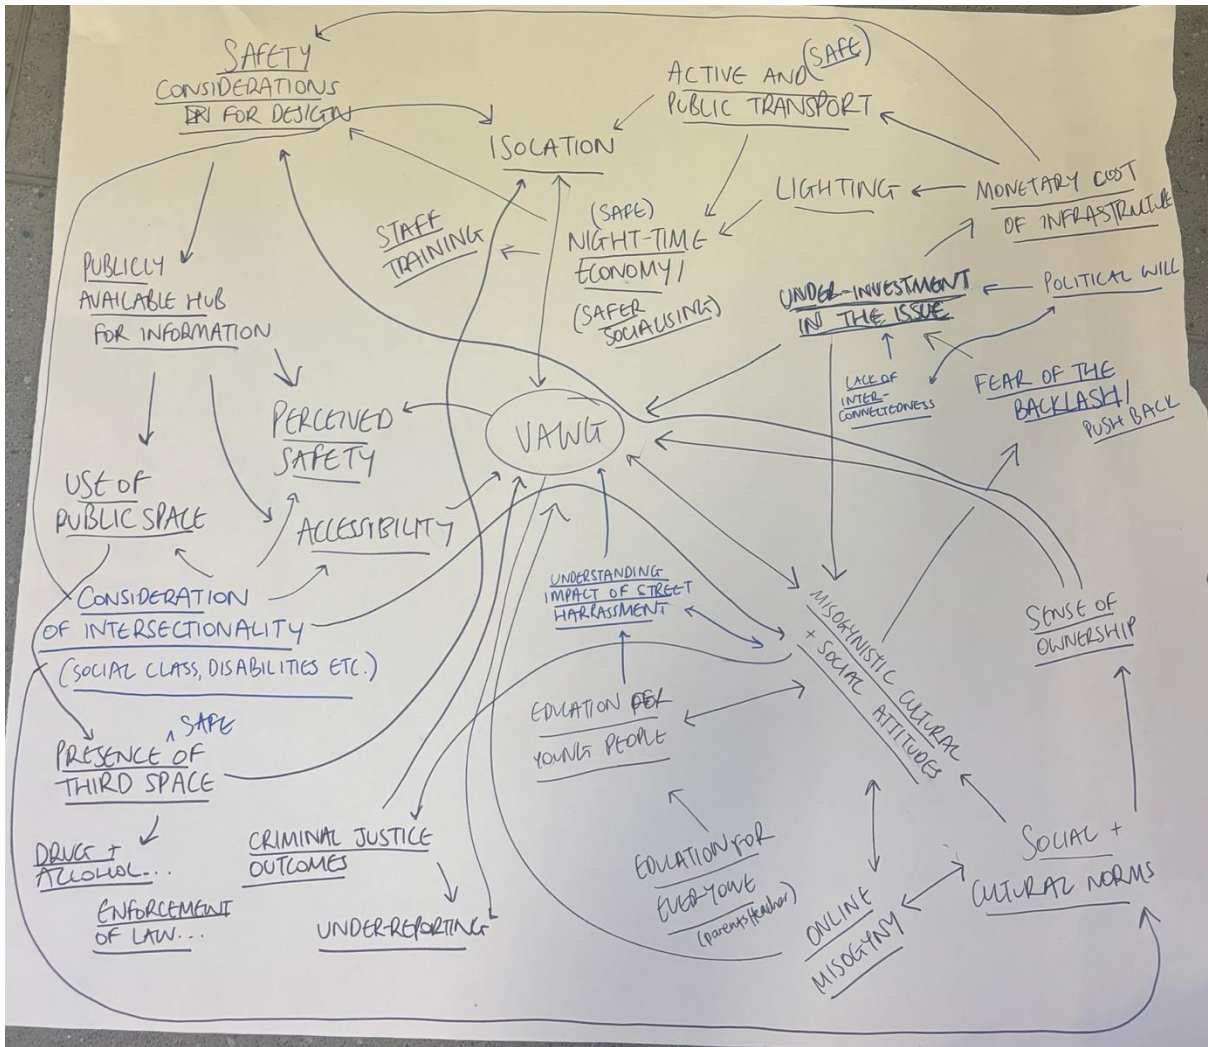 SAFETY
CONSIDERATIONS
FOR DESIGN
ACTIVE AND (SAFE)
PUBLIC TRANSPORT
ISOLATION
LIGHTING
MONETARY COST
OF INFRASTRUTURE
(SAFE)
NIGHT-TIME
ECONOMY/
(SAFER
SOCIALISING)
STAFF
TRAINING
PUBLICLY
AVAILABLE HUB
FOR INFORMATION
UNDER-INVESTMENT
IN THE ISSUE
POLITICAL WILL
LACK OF
INTER-
CONNECTEDNESS
FEAR OF THE
BACKLASH/
PUSH BACK
PERCEIVED
SAFETY
VAWG
USE OF
PUBLIC SPACE
ACCESSIBILITY
CONSIDERATION
OF INTERSECTIONALITY
(SOCIAL CLASS, DISABILITIES ETC.)
UNDERSTANDING
IMPACT OF STREET
HARRASSMENT
MISOGYNISTIC CULTURAL
+ SOCIAL ATTITUDES
SENSE OF
OWNERSHIP
EDUCATION
YOUNG PEOPLE
SAFE
PRESENCE OF
THIRD SPACE
DRUG +
ALCOHOL...
ENFORCEMENT
OF LAW...
CRIMINAL JUSTICE
OUTCOMES
UNDER-REPORTING
EDUCATION FOR
EVERYONE
(parents/teacher)
ONLINE
MISOGYNY
SOCIAL +
CULTURAL NORMS